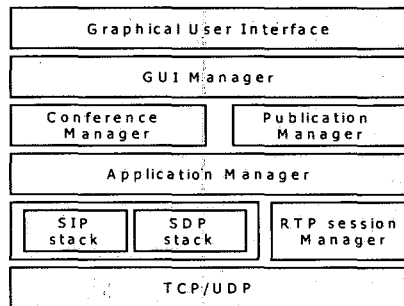 Graphical User Interface
GUI Manager
Conference Manager
Publication Manager
Application Manager
SIP stack
SDP stack
RTP session Manager
TCP/UDP